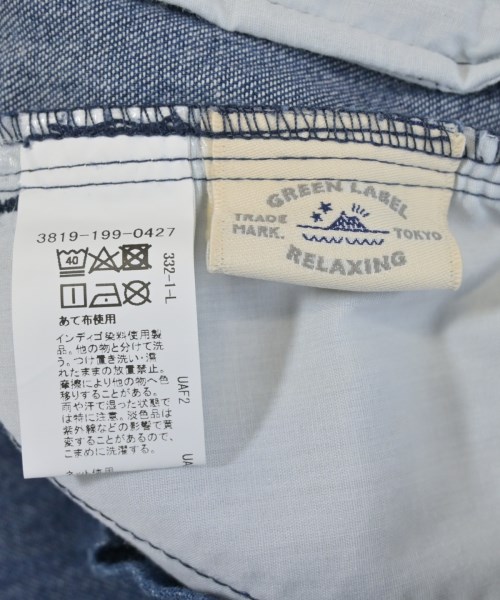 3819-199-0427
40
332-I-L
あて布使用
インディゴ染料使用製
品。他の物と分けて洗
う。つけ置き洗い・濡
れたままの放置禁止。
摩擦により他の物へ色
移りすることがある。
雨や汗で湿った状態で
は特に注意。淡色品は
紫外線などの影響で黄
変することがあるので、
こまめに洗濯する。
ネット使用
UAF2
UA
GREEN LABEL
TRADE
MARK.
TOKYO
RELAXING